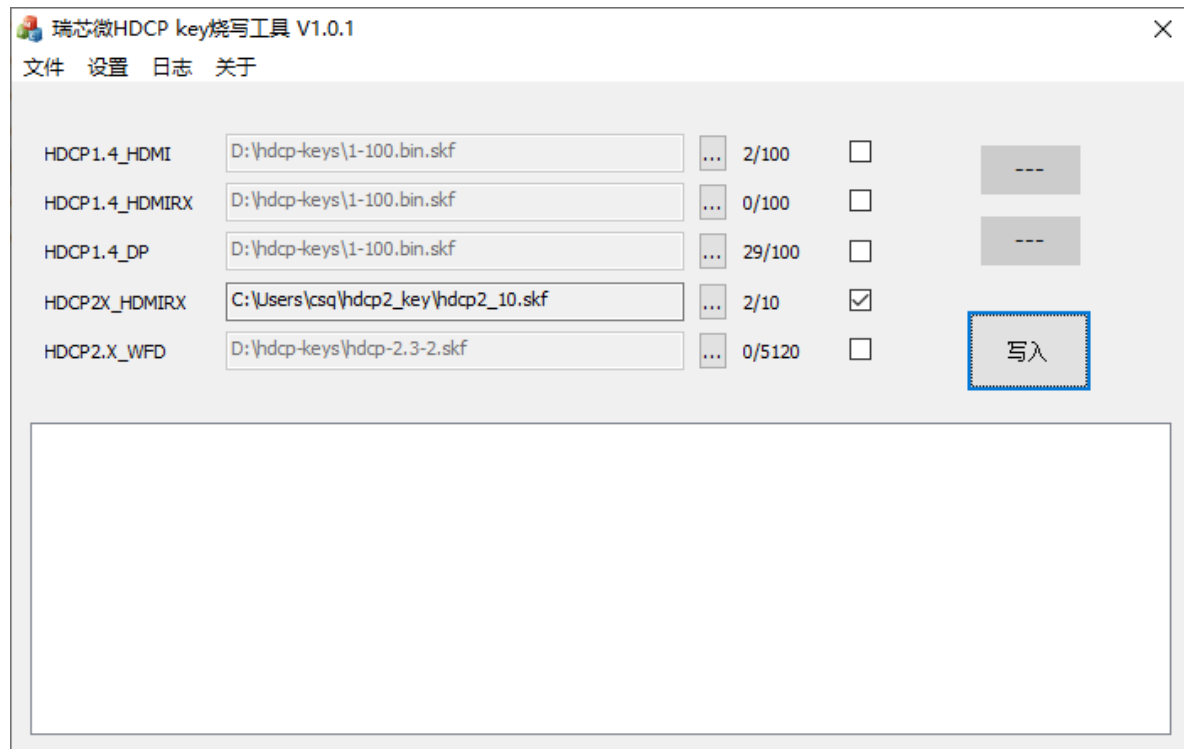 瑞芯微HDCP key烧写工具 V1.0.1
文件 设置 日志 关于
HDCP1.4_HDMI D:\hdcp-keys\1-100.bin.skf ... 2/100
---
HDCP1.4_HDMIRX D:\hdcp-keys\1-100.bin.skf ... 0/100
---
HDCP1.4_DP D:\hdcp-keys\1-100.bin.skf ... 29/100
HDCP2X_HDMIRX C:\Users\csq\hdcp2_key\hdcp2_10.skf ... 2/10
HDCP2.X_WFD D:\hdcp-keys\hdcp-2.3-2.skf ... 0/5120
写入